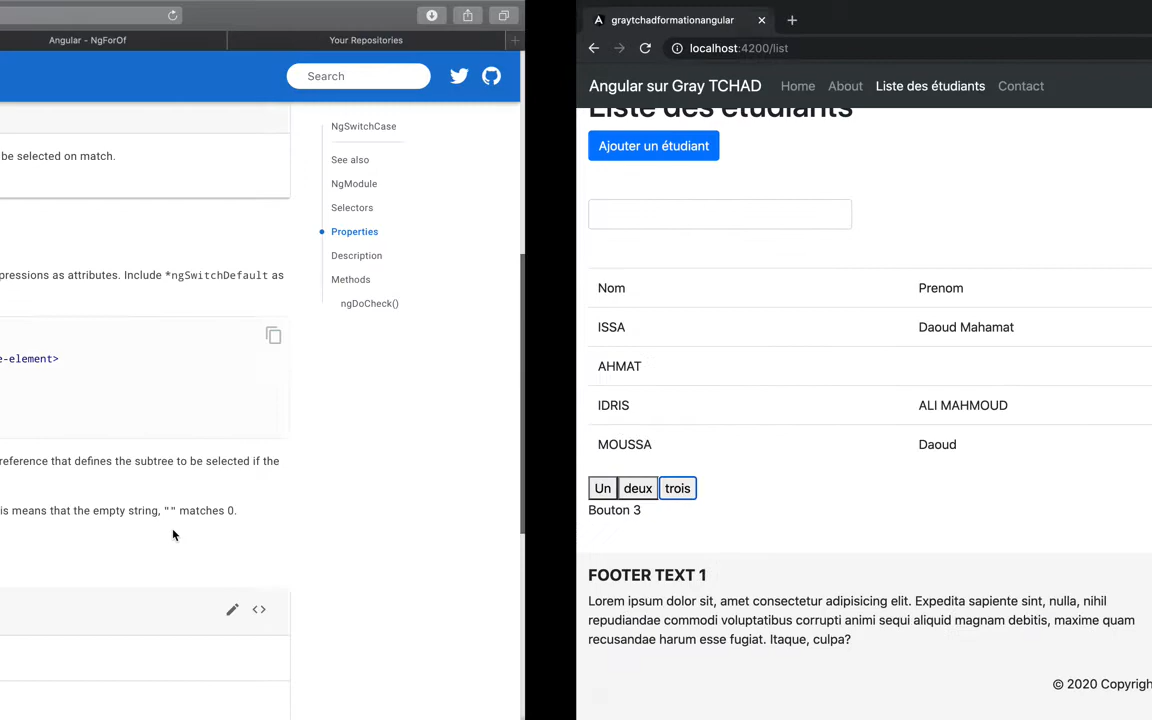 Angular - NgForOf
Your Repositories
Search
be selected on match.
pressions as attributes. Include *ngSwitchDefault as
e-element>
reference that defines the subtree to be selected if the
is means that the empty string, "" matches 0.
NgSwitchCase
See also
NgModule
Selectors
Properties
Description
Methods
ngDoCheck()
graytchadformationangular
localhost:4200/list
Angular sur Gray TCHAD Home About Liste des étudiants Contact
Liste des étudiants
Ajouter un étudiant
Nom Prenom
ISSA Daoud Mahamat
AHMAT
IDRIS ALI MAHMOUD
MOUSSA Daoud
Un deux trois
Bouton 3
FOOTER TEXT 1
Lorem ipsum dolor sit, amet consectetur adipisicing elit. Expedita sapiente sint, nulla, nihil
repudiandae commodi voluptatibus corrupti animi sequi aliquid magnam debitis, maxime quam
recusandae harum esse fugiat. Itaque, culpa?
© 2020 Copyrigh